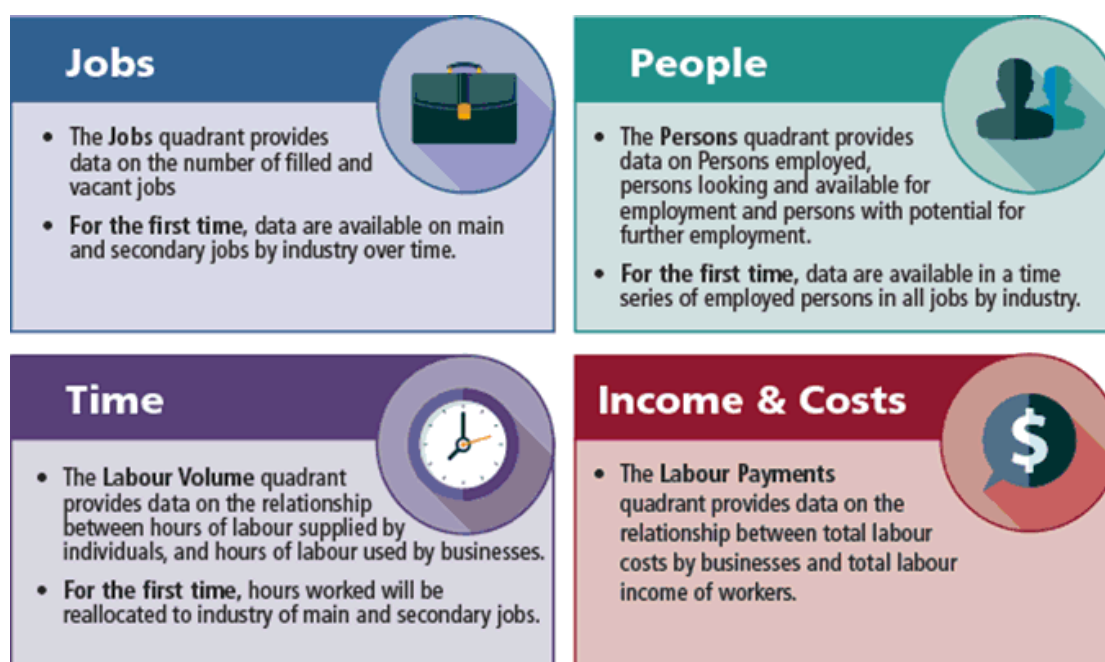 Jobs
• The Jobs quadrant provides
data on the number of filled and
vacant jobs
• For the first time, data are available on main
and secondary jobs by industry over time.
People
• The Persons quadrant provides
data on Persons employed,
persons looking and available for
employment and persons with potential for
further employment.
• For the first time, data are available in a time
series of employed persons in all jobs by industry.
Time
• The Labour Volume quadrant
provides data on the relationship
between hours of labour supplied by
individuals, and hours of labour used by businesses.
• For the first time, hours worked will be
reallocated to industry of main and secondary jobs.
Income & Costs
$
• The Labour Payments
quadrant provides data on the
relationship between total labour
costs by businesses and total labour
income of workers.